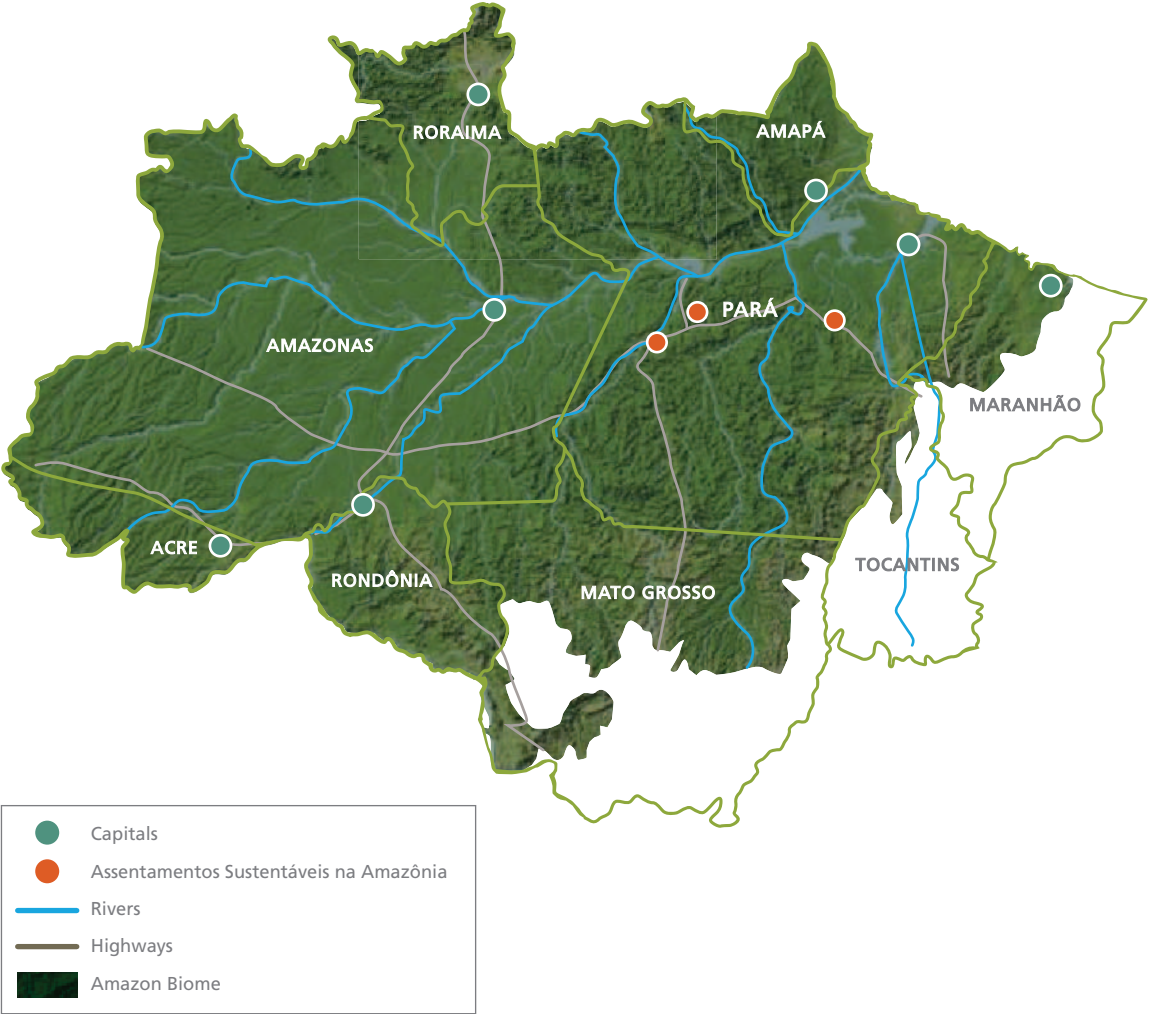 RORAIMA
AMAPÁ
PARÁ
AMAZONAS
MARANHÃO
ACRE
TOCANTINS
RONDÔNIA
MATO GROSSO
Capitals
Assentamentos Sustentáveis na Amazônia
Rivers
Highways
Amazon Biome